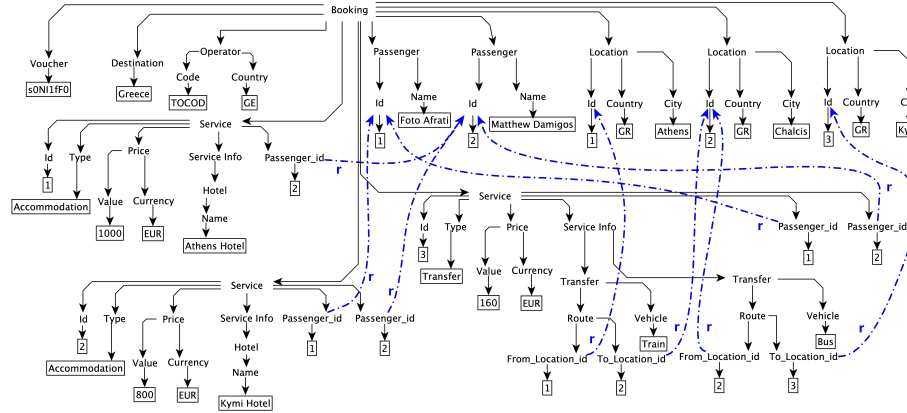 Booking
Voucher
s0NI1fF0
Destination
Greece
Operator
Code
TOCOD
Country
GE
Passenger
Id
1
Name
Foto Afrati
Passenger
Id
2
Name
Matthew Damigos
Location
Id
1
Country
GR
City
Athens
Location
Id
2
Country
GR
City
Chalcis
Location
Id
3
Country
GR
Ky
Service
Id
1
Type
Accommodation
Price
Value
1000
Currency
EUR
Service Info
Hotel
Name
Athens Hotel
Passenger_id
2
r
Service
Id
3
Type
Transfer
Price
Value
160
Currency
EUR
Service Info
Transfer
Route
From_Location_id
1
To_Location_id
2
Vehicle
Train
r
r
Transfer
Route
From_Location_id
2
To_Location_id
3
Vehicle
Bus
r
r
Passenger_id
1
r
Passenger_id
2
r
Service
Id
2
Type
Accommodation
Price
Value
800
Currency
EUR
Service Info
Hotel
Name
Kymi Hotel
Passenger_id
1
r
Passenger_id
2
r